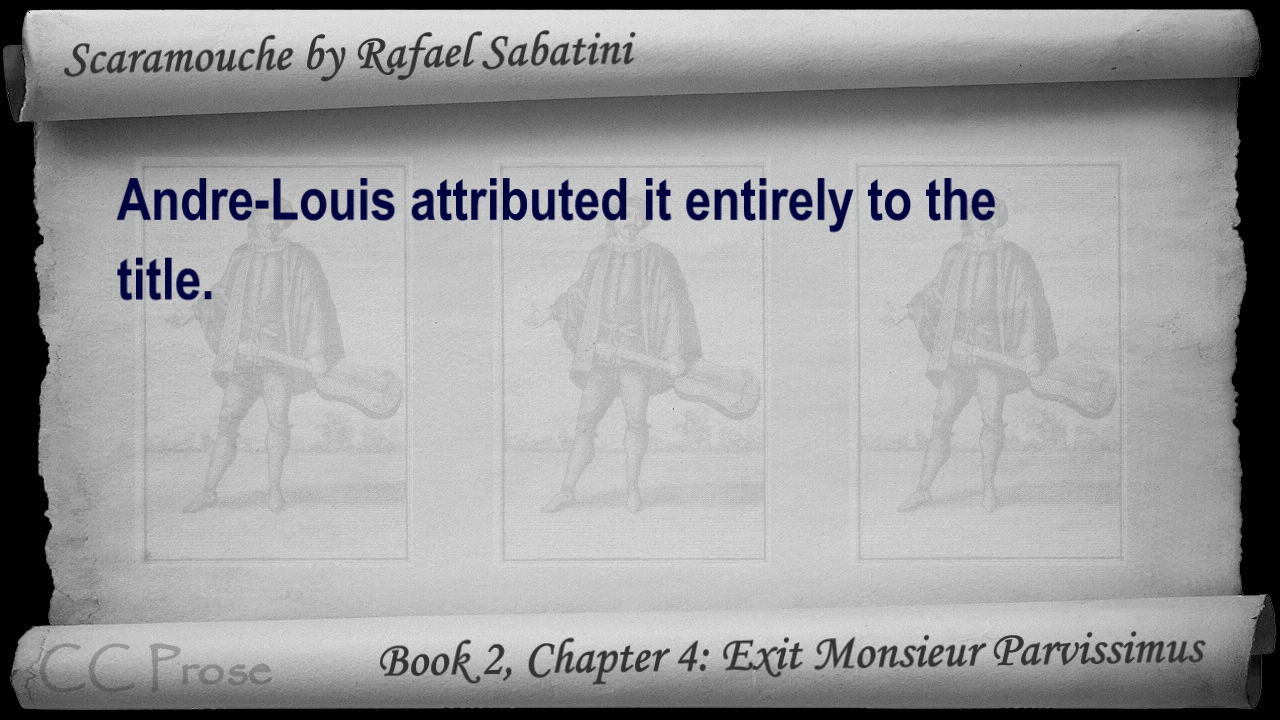 Scaramouche by Rafael Sabatini
Andre-Louis attributed it entirely to the
title.
CC Prose
Book 2, Chapter 4: Exit Monsieur Parvissimus